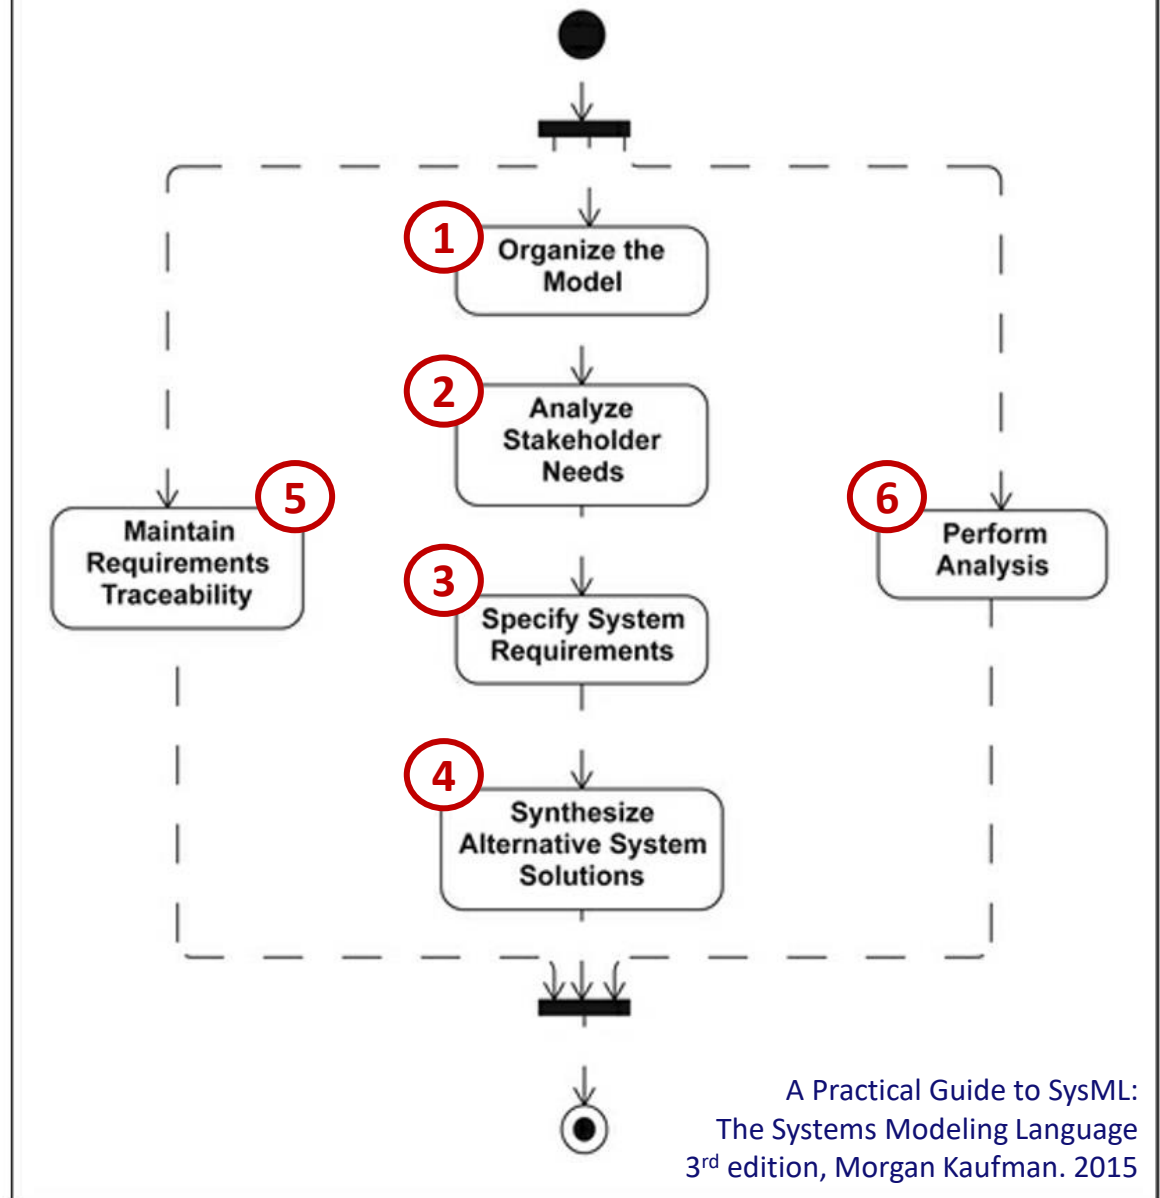 1
Organize the
Model
2
Analyze
Stakeholder
Needs
5
Maintain
Requirements
Traceability
6
Perform
Analysis
3
Specify System
Requirements
4
Synthesize
Alternative System
Solutions
A Practical Guide to SysML:
The Systems Modeling Language
3rd edition, Morgan Kaufman. 2015